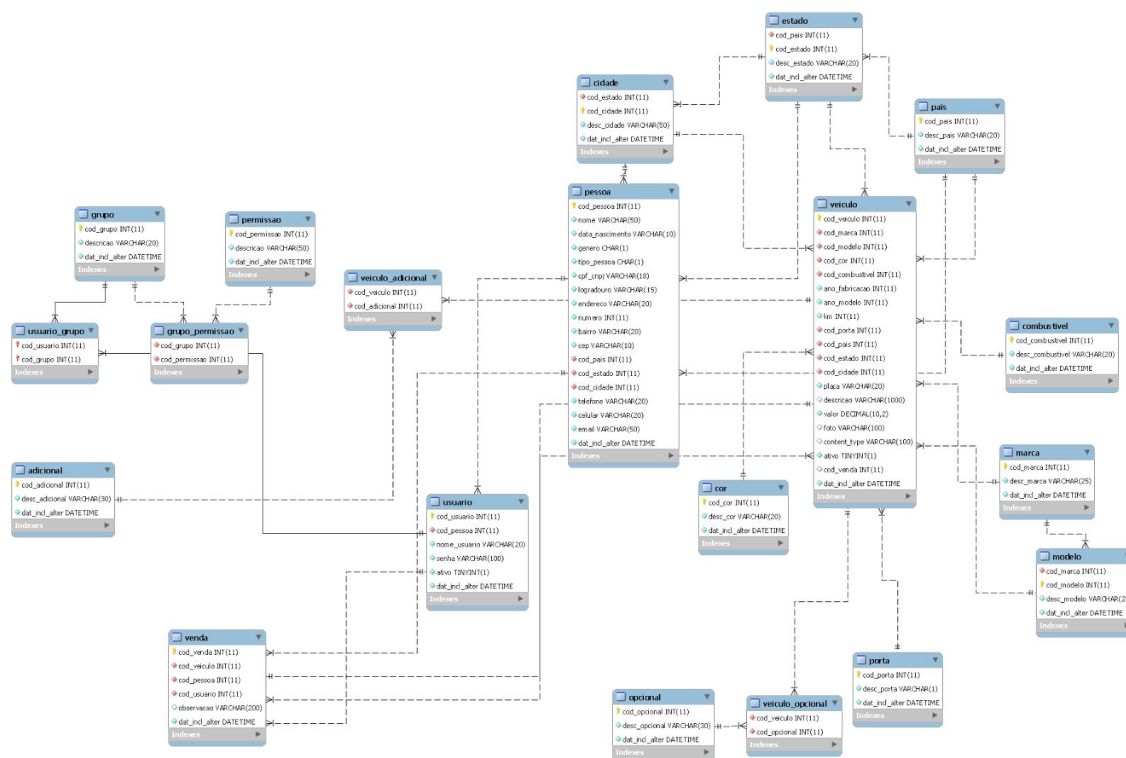 estado
cod_pais INT(11)
cod_estado INT(11)
desc_estado VARCHAR(20)
dat_incl_alter DATETIME
Indexes
cidade
cod_estado INT(11)
cod_cidade INT(11)
desc_cidade VARCHAR(50)
dat_incl_alter DATETIME
Indexes
pais
cod_pais INT(11)
desc_pais VARCHAR(20)
dat_incl_alter DATETIME
Indexes
pessoa
cod_pessoa INT(11)
nome VARCHAR(50)
data_nascimento VARCHAR(10)
genero CHAR(1)
tipo_pessoa CHAR(1)
cpf_cnpj VARCHAR(18)
logradouro VARCHAR(15)
endereco VARCHAR(20)
numero INT(11)
bairro VARCHAR(20)
cep VARCHAR(10)
cod_pais INT(11)
cod_estado INT(11)
cod_cidade INT(11)
telefone VARCHAR(20)
celular VARCHAR(20)
email VARCHAR(50)
dat_incl_alter DATETIME
Indexes
veiculo
cod_veiculo INT(11)
cod_marca INT(11)
cod_modelo INT(11)
cod_cor INT(11)
cod_combustivel INT(11)
ano_fabricacao INT(11)
ano_modelo INT(11)
km INT(11)
cod_porta INT(11)
cod_pais INT(11)
cod_estado INT(11)
cod_cidade INT(11)
placa VARCHAR(20)
descricao VARCHAR(1000)
valor DECIMAL(10,2)
foto VARCHAR(100)
content_type VARCHAR(100)
ativo TINYINT(1)
cod_venda INT(11)
dat_incl_alter DATETIME
Indexes
grupo
cod_grupo INT(11)
descricao VARCHAR(20)
dat_incl_alter DATETIME
Indexes
permissao
cod_permissao INT(11)
descricao VARCHAR(50)
dat_incl_alter DATETIME
Indexes
veiculo_adicional
cod_veiculo INT(11)
cod_adicional INT(11)
Indexes
usuario_grupo
cod_usuario INT(11)
cod_grupo INT(11)
Indexes
grupo_permissao
cod_grupo INT(11)
cod_permissao INT(11)
Indexes
combustivel
cod_combustivel INT(11)
desc_combustivel VARCHAR(20)
dat_incl_alter DATETIME
Indexes
adicional
cod_adicional INT(11)
desc_adicional VARCHAR(30)
dat_incl_alter DATETIME
Indexes
usuario
cod_usuario INT(11)
cod_pessoa INT(11)
nome_usuario VARCHAR(20)
senha VARCHAR(100)
ativo TINYINT(1)
dat_incl_alter DATETIME
Indexes
cor
cod_cor INT(11)
desc_cor VARCHAR(20)
dat_incl_alter DATETIME
Indexes
marca
cod_marca INT(11)
desc_marca VARCHAR(25)
dat_incl_alter DATETIME
Indexes
modelo
cod_marca INT(11)
cod_modelo INT(11)
desc_modelo VARCHAR(2
dat_incl_alter DATETIME
Indexes
venda
cod_venda INT(11)
cod_veiculo INT(11)
cod_pessoa INT(11)
cod_usuario INT(11)
observacao VARCHAR(200)
dat_incl_alter DATETIME
Indexes
porta
cod_porta INT(11)
desc_porta VARCHAR(1)
dat_incl_alter DATETIME
Indexes
opcional
cod_opcional INT(11)
desc_opcional VARCHAR(30)
dat_incl_alter DATETIME
Indexes
veiculo_opcional
cod_veiculo INT(11)
cod_opcional INT(11)
Indexes